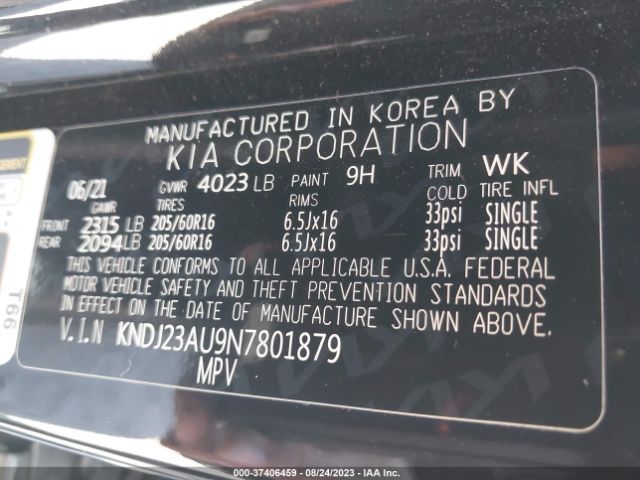 MANUFACTURED IN KOREA BY
KIA CORPORATION
06/21 GVWR 4023 LB PAINT 9H TRIM WK
GAWR TIRES RIMS COLD TIRE INFL
FRONT 2315 LB 205/60R16 6.5Jx16 33psi SINGLE
REAR 2094 LB 205/60R16 6.5Jx16 33psi SINGLE
THIS VEHICLE CONFORMS TO ALL APPLICABLE U.S.A. FEDERAL
MOTOR VEHICLE SAFETY AND THEFT PREVENTION STANDARDS
IN EFFECT ON THE DATE OF MANUFACTURE SHOWN ABOVE.
V.I.N KNDJ23AU9N7801879
MPV
T66
000-37406459 - 08/24/2023 - IAA Inc.